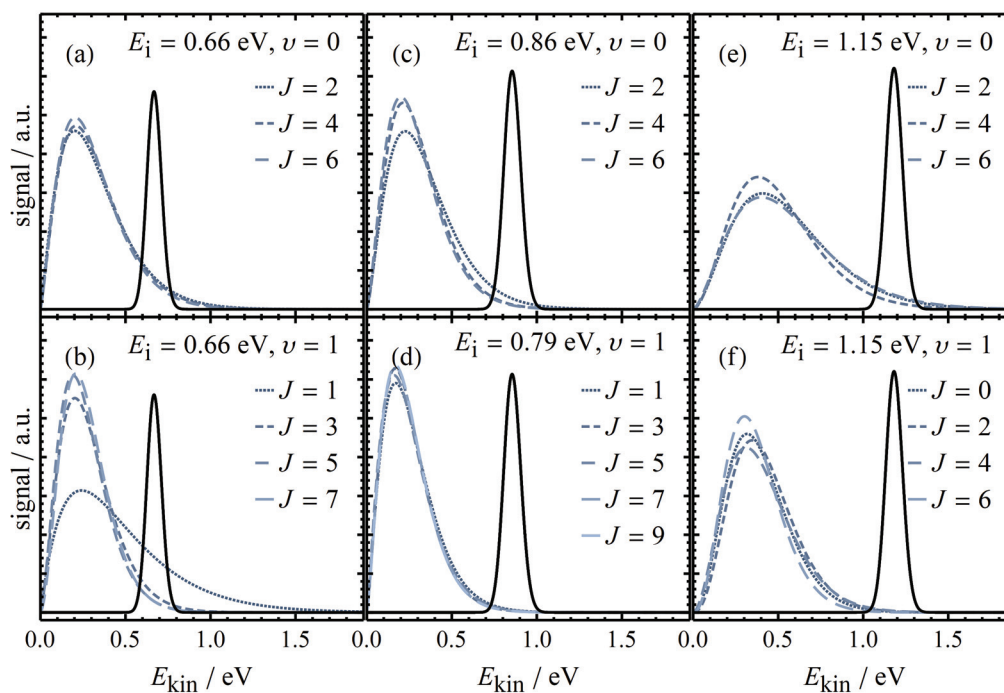 (a)
E_i = 0.66 eV, υ = 0
J = 2
J = 4
J = 6
(c)
E_i = 0.86 eV, υ = 0
J = 2
J = 4
J = 6
(e)
E_i = 1.15 eV, υ = 0
J = 2
J = 4
J = 6
signal / a.u.
(b)
E_i = 0.66 eV, υ = 1
J = 1
J = 3
J = 5
J = 7
(d)
E_i = 0.79 eV, υ = 1
J = 1
J = 3
J = 5
J = 7
J = 9
(f)
E_i = 1.15 eV, υ = 1
J = 0
J = 2
J = 4
J = 6
signal / a.u.
0.0 0.5 1.0 1.5 0.0 0.5 1.0 1.5 0.0 0.5 1.0 1.5
E_kin / eV E_kin / eV E_kin / eV